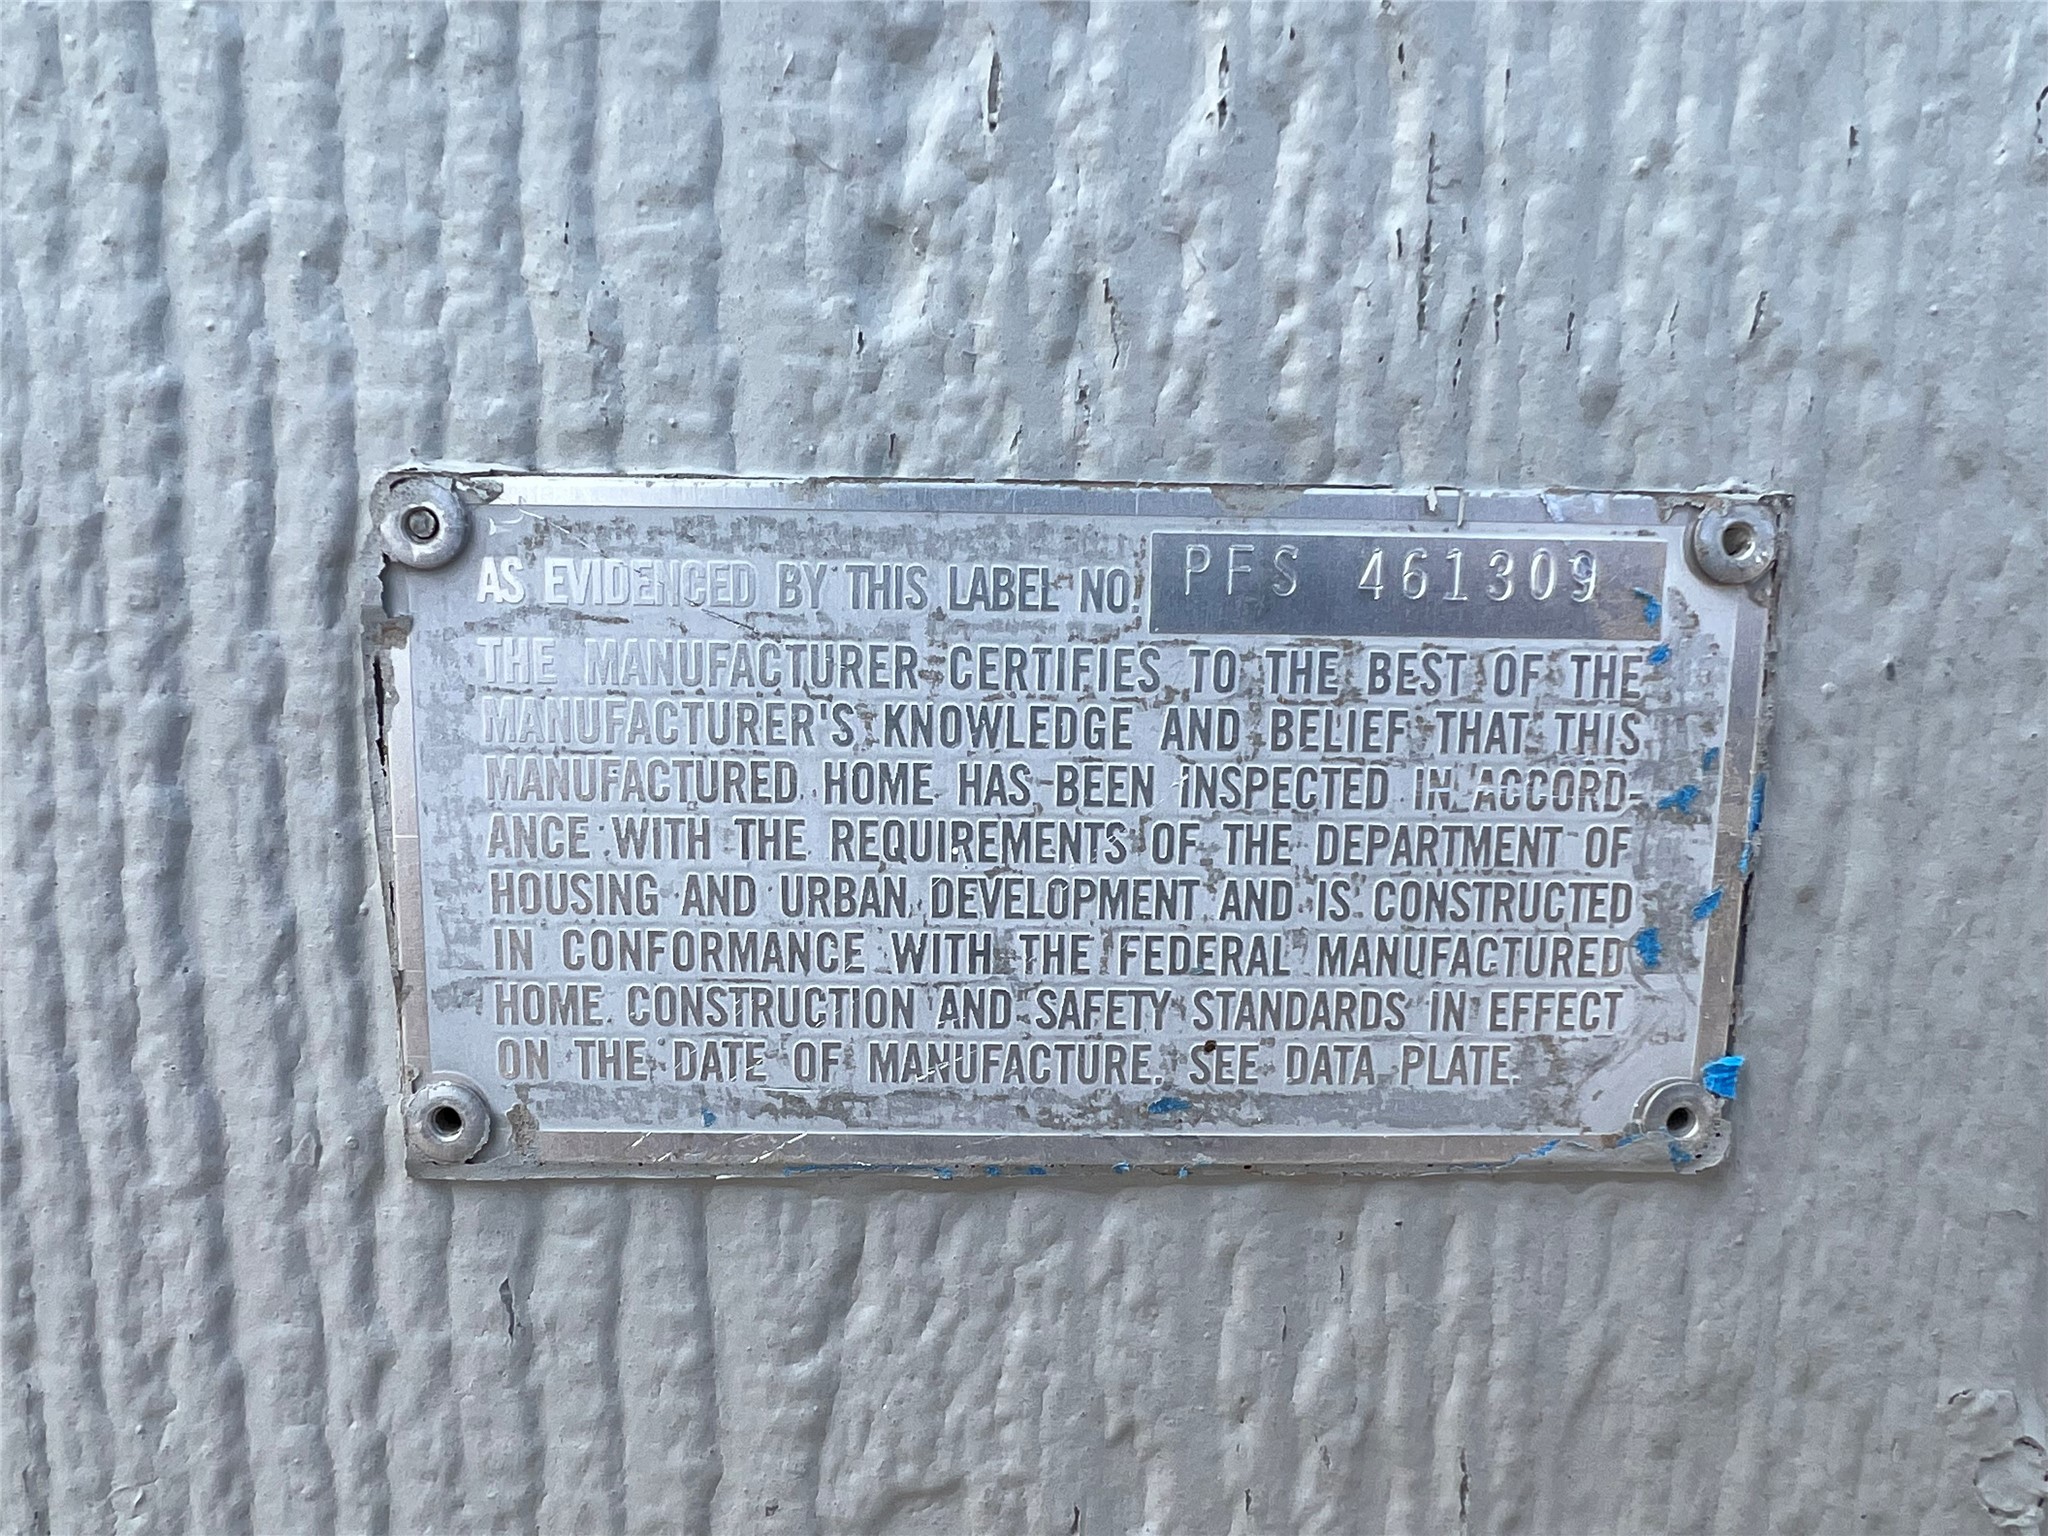 AS EVIDENCED BY THIS LABEL NO. PFS 461309
THE MANUFACTURER CERTIFIES TO THE BEST OF THE
MANUFACTURER'S KNOWLEDGE AND BELIEF THAT THIS
MANUFACTURED HOME HAS BEEN INSPECTED IN ACCORD-
ANCE WITH THE REQUIREMENTS OF THE DEPARTMENT OF
HOUSING AND URBAN DEVELOPMENT AND IS CONSTRUCTED
IN CONFORMANCE WITH THE FEDERAL MANUFACTURED
HOME CONSTRUCTION AND SAFETY STANDARDS IN EFFECT
ON THE DATE OF MANUFACTURE. SEE DATA PLATE.